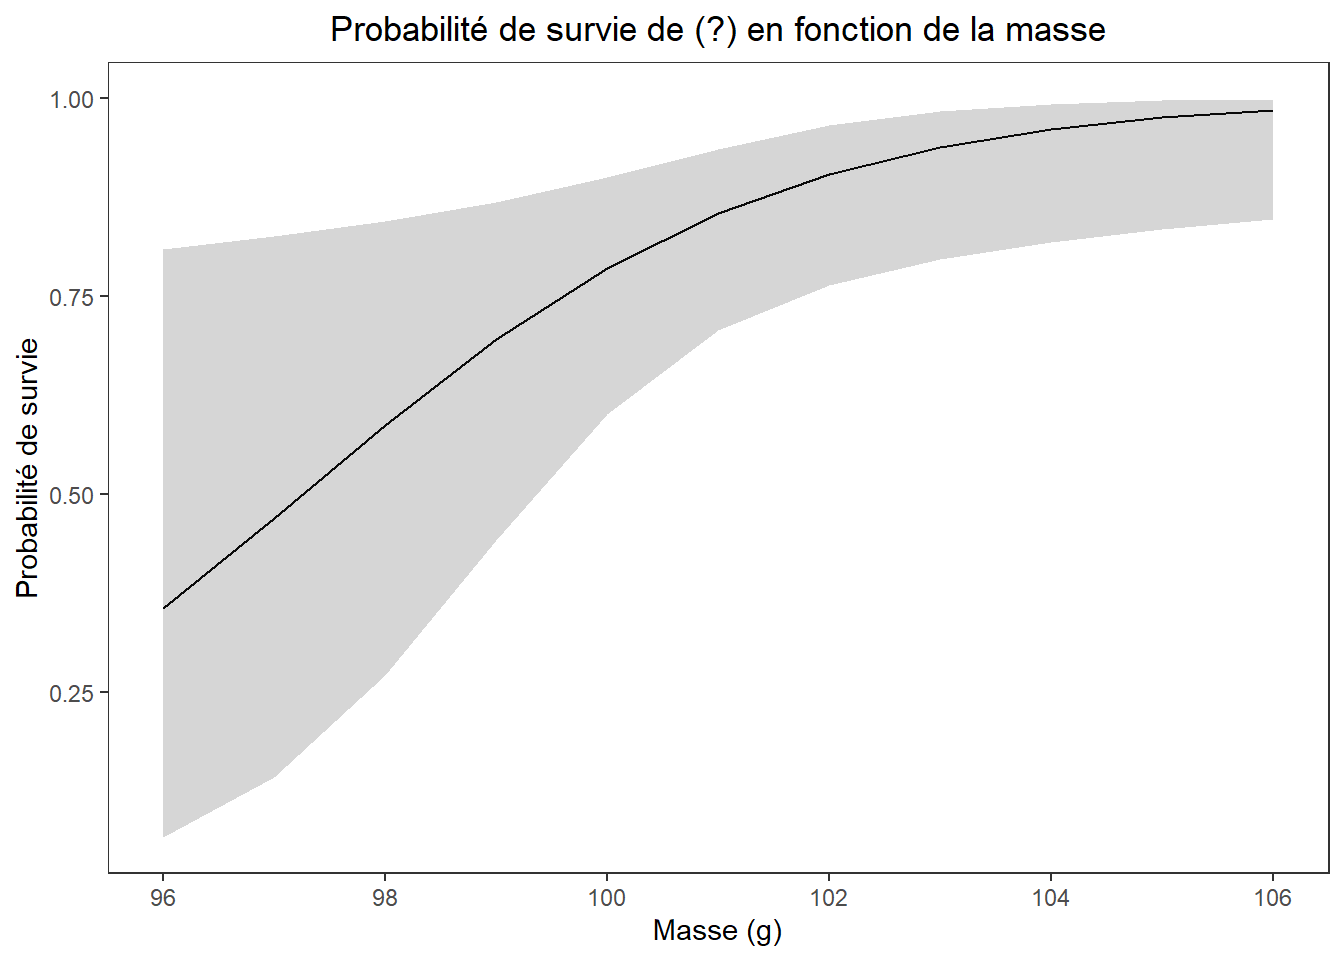 Probabilité de survie de (?) en fonction de la masse
1.00
0.75
0.50
0.25
Probabilité de survie
96 98 100 102 104 106
Masse (g)